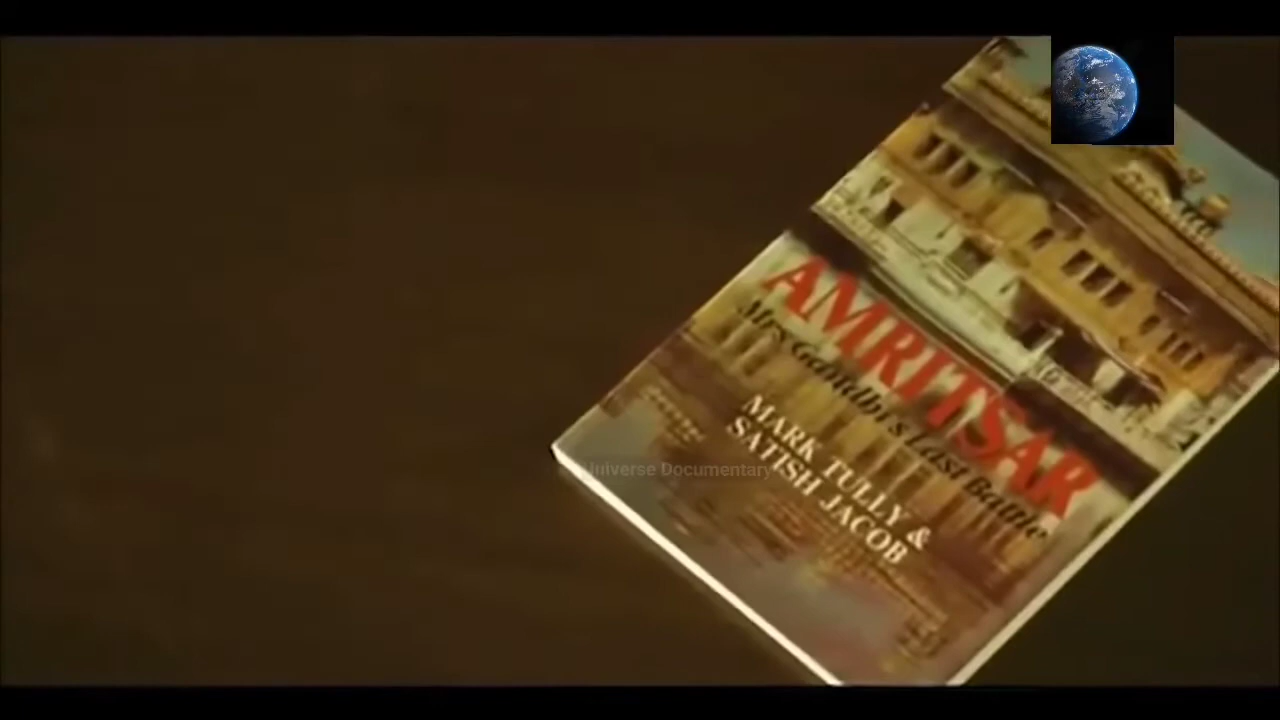 AMRITSAR
Mrs Gandhi's Last Battle
MARK TULLY &
SATISH JACOB
Universe Documentary